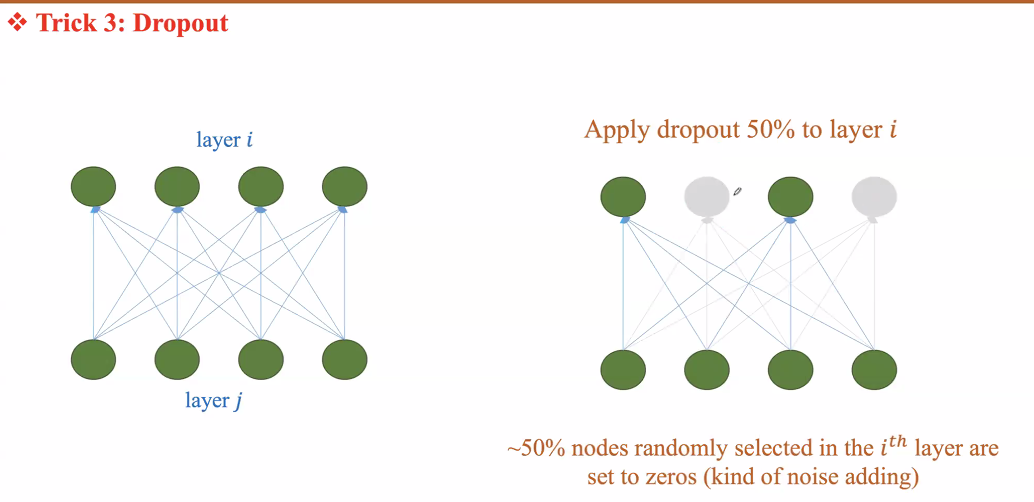 ❖ Trick 3: Dropout
layer i
layer j
Apply dropout 50% to layer i
~50% nodes randomly selected in the iᵗʰ layer are
set to zeros (kind of noise adding)